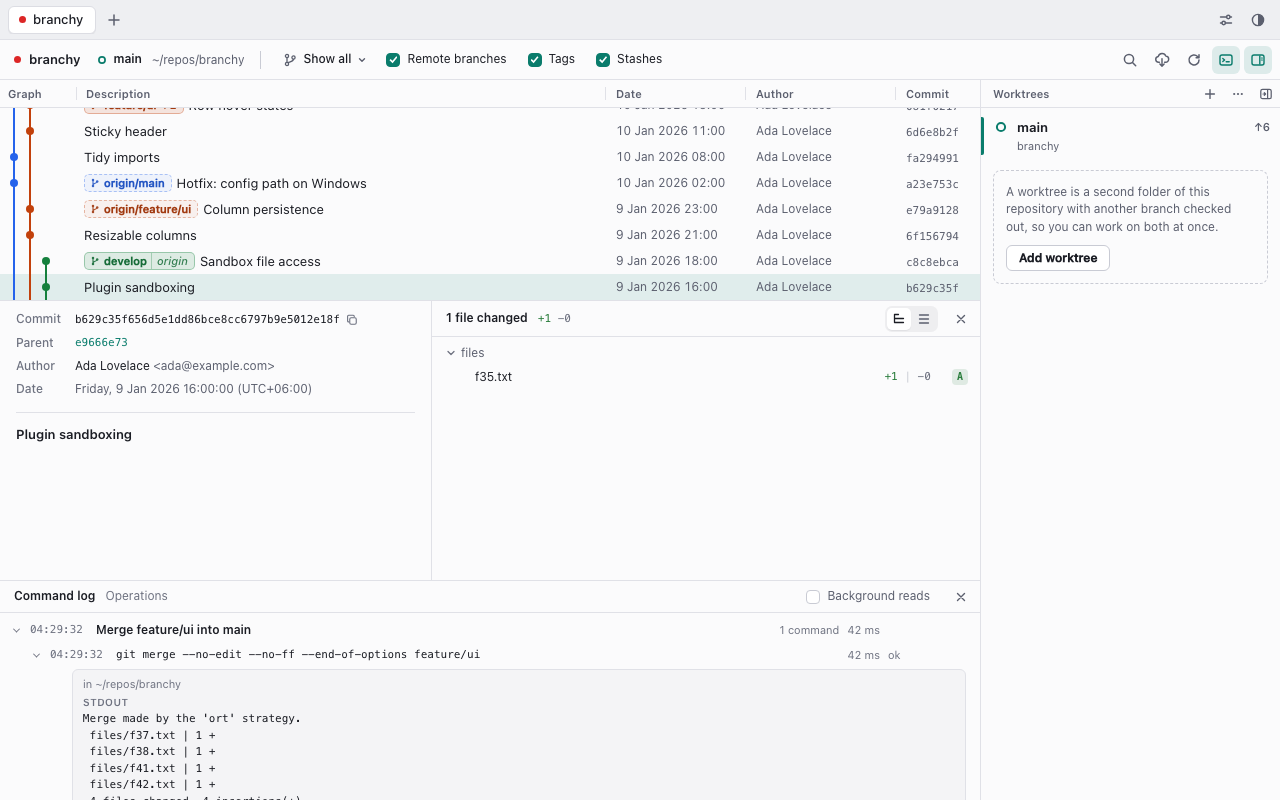 branchy
branchy main ~/repos/branchy Show all Remote branches Tags Stashes
Graph Description Date Author Commit
Row hover states
Sticky header 10 Jan 2026 11:00 Ada Lovelace 6d6e8b2f
Tidy imports 10 Jan 2026 08:00 Ada Lovelace fa294991
origin/main Hotfix: config path on Windows 10 Jan 2026 02:00 Ada Lovelace a23e753c
origin/feature/ui Column persistence 9 Jan 2026 23:00 Ada Lovelace e79a9128
Resizable columns 9 Jan 2026 21:00 Ada Lovelace 6f156794
develop origin Sandbox file access 9 Jan 2026 18:00 Ada Lovelace c8c8ebca
Plugin sandboxing 9 Jan 2026 16:00 Ada Lovelace b629c35f
Commit b629c35f656d5e1dd86bce8cc6797b9e5012e18f
Parent e9666e73
Author Ada Lovelace <ada@example.com>
Date Friday, 9 Jan 2026 16:00:00 (UTC+06:00)
Plugin sandboxing
1 file changed +1 −0
files
f35.txt +1 | −0 A
Command log Operations Background reads
04:29:32 Merge feature/ui into main 1 command 42 ms
04:29:32 git merge --no-edit --no-ff --end-of-options feature/ui 42 ms ok
in ~/repos/branchy
STDOUT
Merge made by the 'ort' strategy.
files/f37.txt | 1 +
files/f38.txt | 1 +
files/f41.txt | 1 +
files/f42.txt | 1 +
4 files changed, 4 insertions(+)
Worktrees
main ↑6
branchy
A worktree is a second folder of this
repository with another branch checked
out, so you can work on both at once.
Add worktree